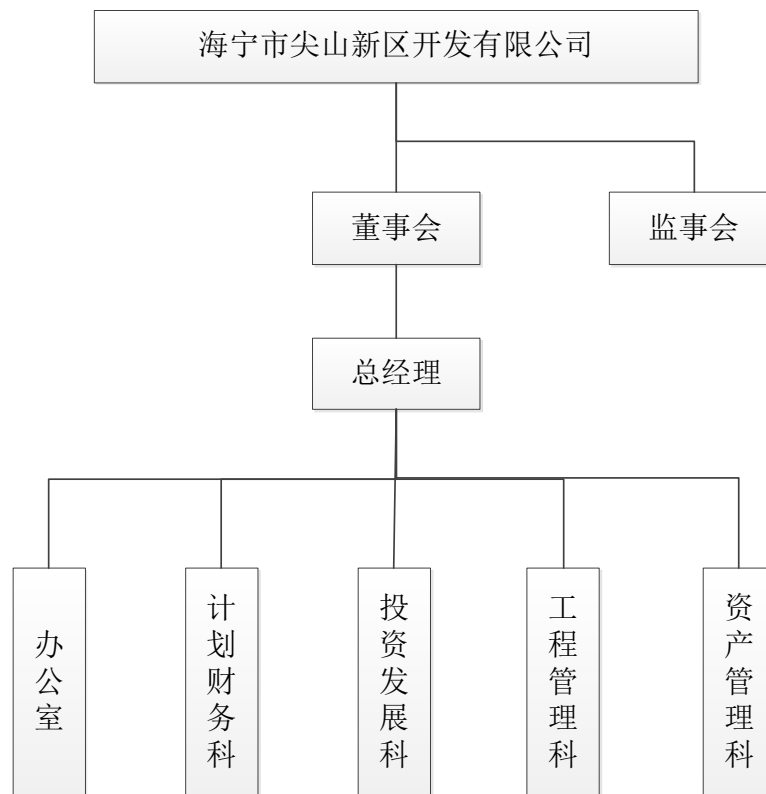 海宁市尖山新区开发有限公司
董事会
监事会
总经理
办公室
计划财务科
投资发展科
工程管理科
资产管理科